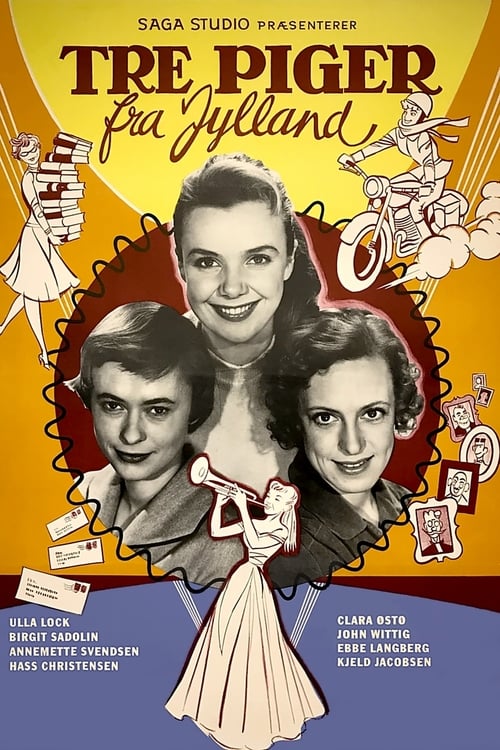 SAGA STUDIO PRÆSENTERER
TRE PIGER
fra Jylland
ULLA LOCK
BIRGIT SADOLIN
ANNEMETTE SVENDSEN
HASS CHRISTENSEN
CLARA ØSTØ
JOHN WITTIG
EBBE LANGBERG
KJELD JACOBSEN